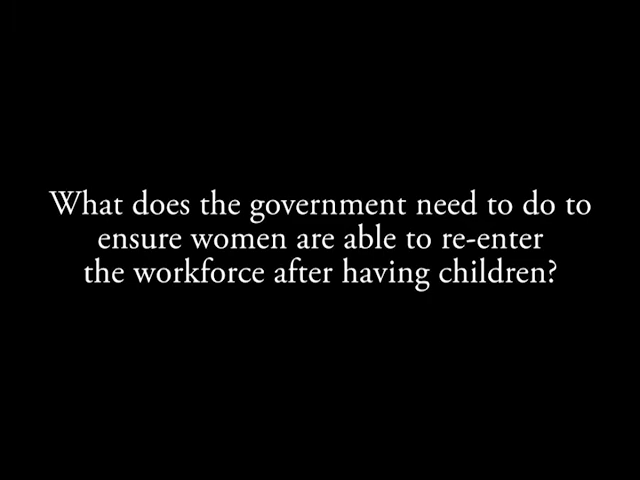 What does the government need to do to
ensure women are able to re-enter
the workforce after having children?